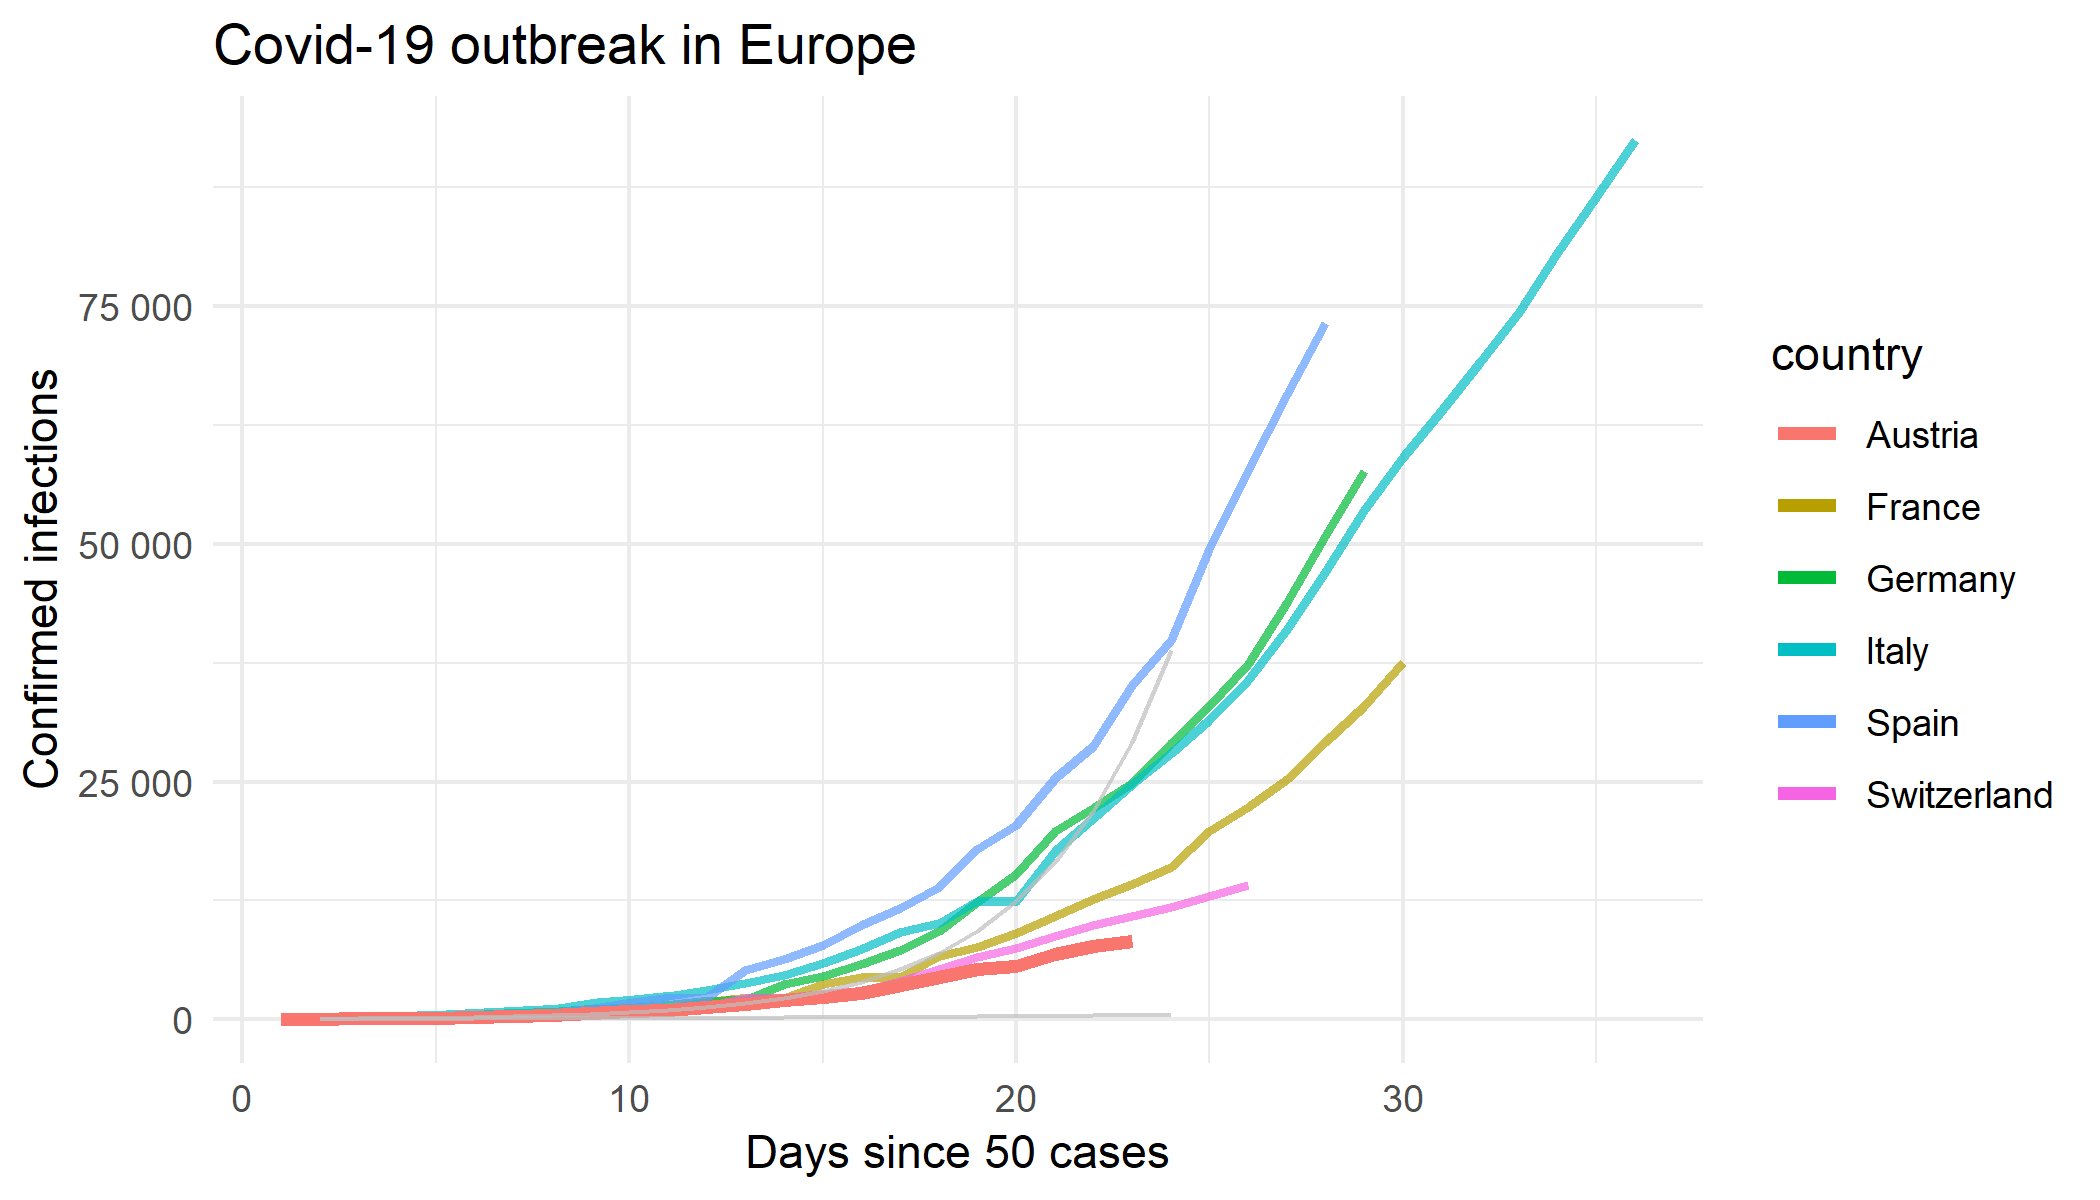 Covid-19 outbreak in Europe
Confirmed infections
75 000
50 000
25 000
0
0
10
20
30
Days since 50 cases
country
Austria
France
Germany
Italy
Spain
Switzerland